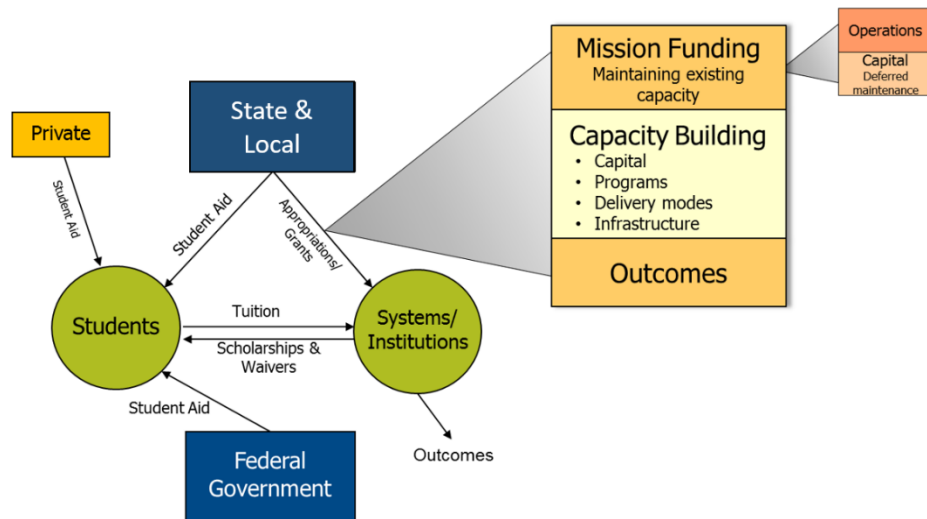 Private
Student Aid
State &
Local
Student Aid
Appropriations/
Grants
Students
Tuition
Scholarships &
Waivers
Systems/
Institutions
Student Aid
Federal
Government
Outcomes
Mission Funding
Maintaining existing
capacity
Capacity Building
• Capital
• Programs
• Delivery modes
• Infrastructure
Outcomes
Operations
Capital
Deferred
maintenance